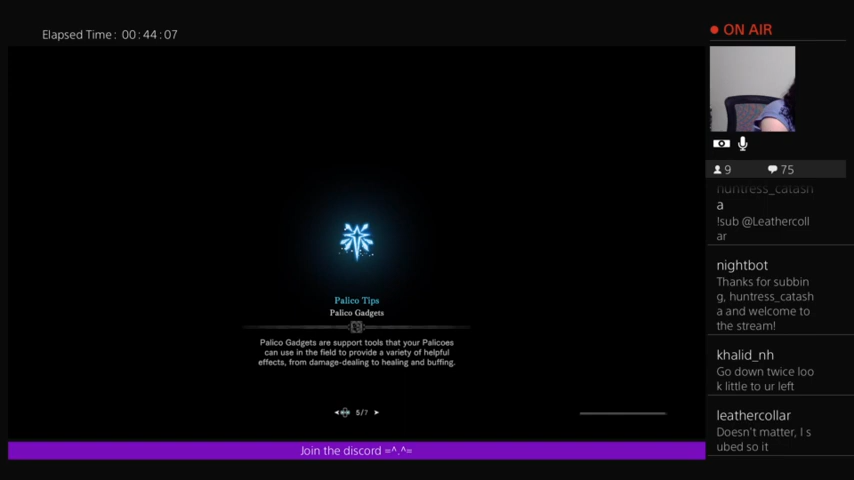 Elapsed Time: 00:44:07
ON AIR
9
75
huntress_catash
a
!sub @Leathercoll
ar
nightbot
Thanks for subbin
g, huntress_catash
a and welcome to
the stream!
khalid_nh
Go down twice loo
k little to ur left
leathercollar
Doesn't matter, I s
ubed so it
Palico Tips
Palico Gadgets
Palico Gadgets are support tools that your Palicoes
can use in the field to provide a variety of helpful
effects, from damage-dealing to healing and buffing.
5/7
Join the discord =^.^=